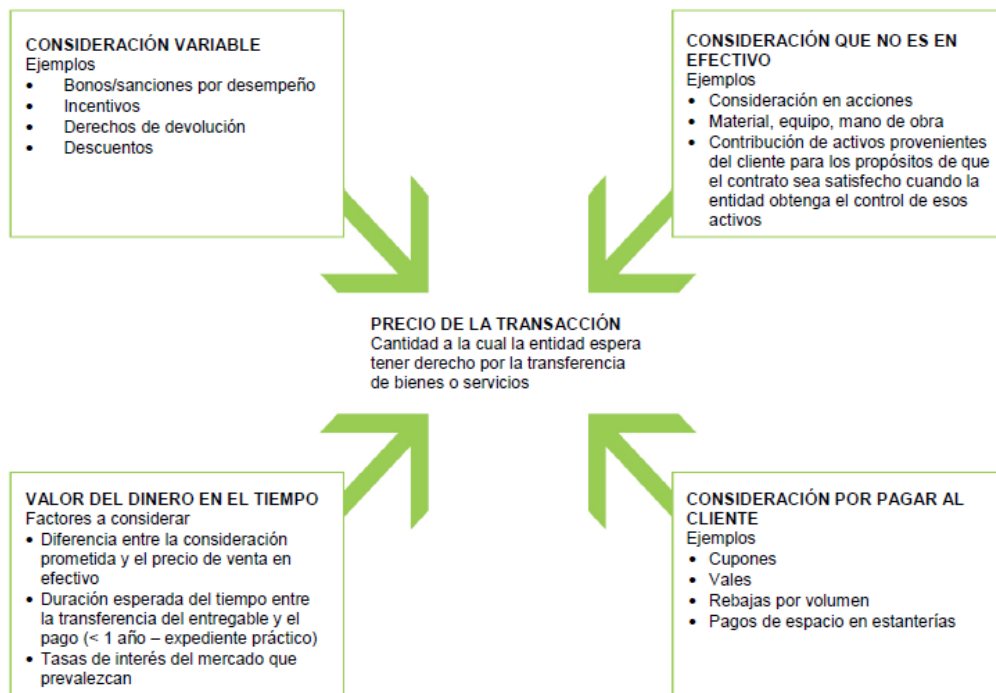 CONSIDERACIÓN VARIABLE
Ejemplos
• Bonos/sanciones por desempeño
• Incentivos
• Derechos de devolución
• Descuentos
CONSIDERACIÓN QUE NO ES EN
EFECTIVO
Ejemplos
• Consideración en acciones
• Material, equipo, mano de obra
• Contribución de activos provenientes
del cliente para los propósitos de que
el contrato sea satisfecho cuando la
entidad obtenga el control de esos
activos
PRECIO DE LA TRANSACCIÓN
Cantidad a la cual la entidad espera
tener derecho por la transferencia
de bienes o servicios
VALOR DEL DINERO EN EL TIEMPO
Factores a considerar
• Diferencia entre la consideración
prometida y el precio de venta en
efectivo
• Duración esperada del tiempo entre
la transferencia del entregable y el
pago (< 1 año – expediente práctico)
• Tasas de interés del mercado que
prevalezcan
CONSIDERACIÓN POR PAGAR AL
CLIENTE
Ejemplos
• Cupones
• Vales
• Rebajas por volumen
• Pagos de espacio en estanterías